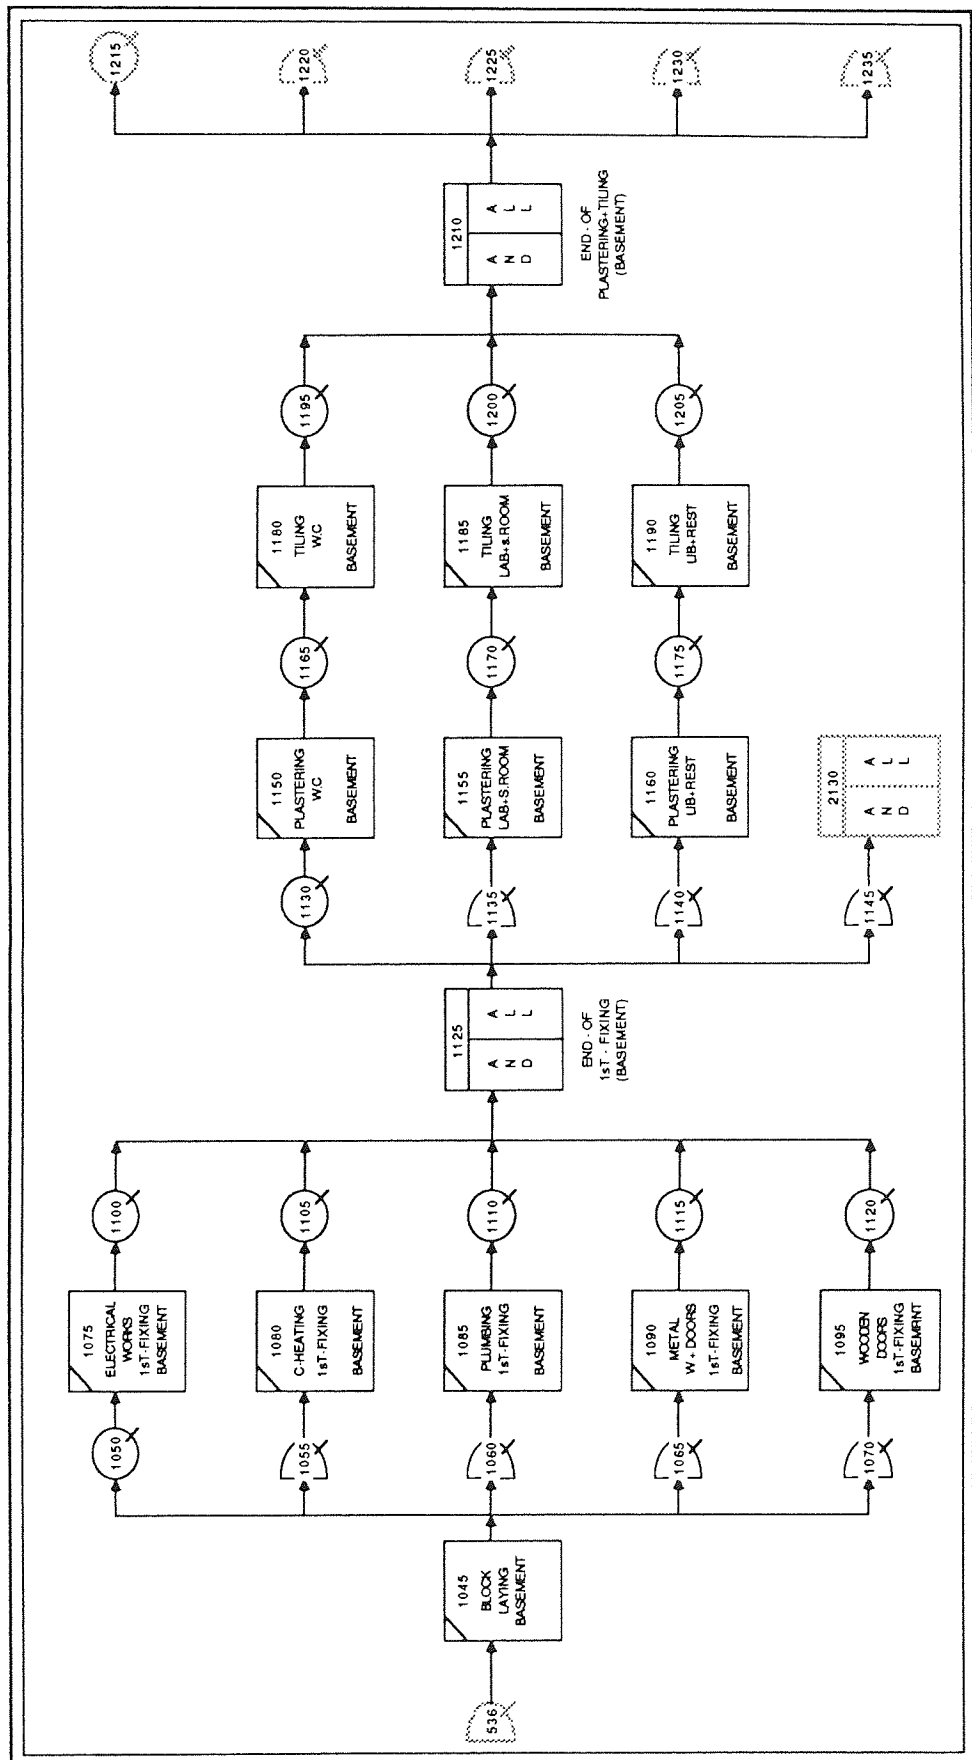 536
1045
BLOCK
LAYING
BASEMENT
1050
1055
1060
1065
1070
1075
ELECTRICAL
WORKS
1sT-FIXING
BASEMENT
1080
C-HEATING
1sT-FIXING
BASEMENT
1085
PLUMBING
1sT-FIXING
BASEMENT
1090
METAL
W + DOORS
1sT-FIXING
BASEMENT
1095
WOODEN
DOORS
1sT-FIXING
BASEMRNT
1100
1105
1110
1115
1120
1125
A N D
A L L
END - OF
1sT - FIXING
(BASEMENT)
1130
1135
1140
1145
1150
PLASTERING
W.C
BASEMENT
1155
PLASTERING
LAB+S.ROOM
BASEMENT
1160
PLASTERING
LIB+REST
BASEMENT
2130
A N D
A L L
1165
1170
1175
1180
TILING
W.C
BASEMENT
1185
TILING
LAB+s.ROOM
BASEMENT
1190
TILING
LIB+REST
BASEMENT
1195
1200
1205
1210
A N D
A L L
END - OF
PLASTERING+TILING
(BASEMENT)
1215
1220
1225
1230
1235